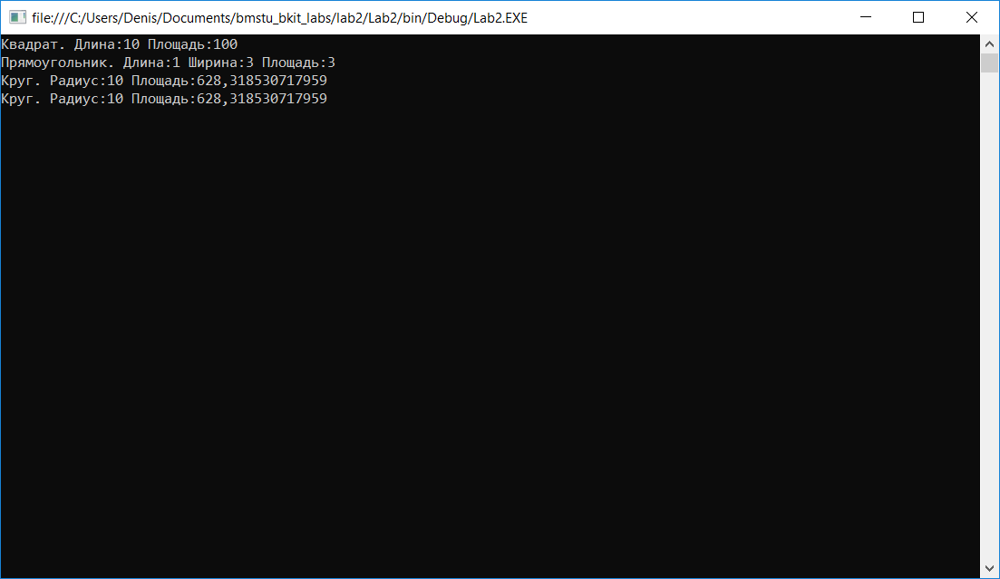 file:///C:/Users/Denis/Documents/bmstu_bkit_labs/lab2/Lab2/bin/Debug/Lab2.EXE
Квадрат. Длина:10 Площадь:100
Прямоугольник. Длина:1 Ширина:3 Площадь:3
Круг. Радиус:10 Площадь:628,318530717959
Круг. Радиус:10 Площадь:628,318530717959